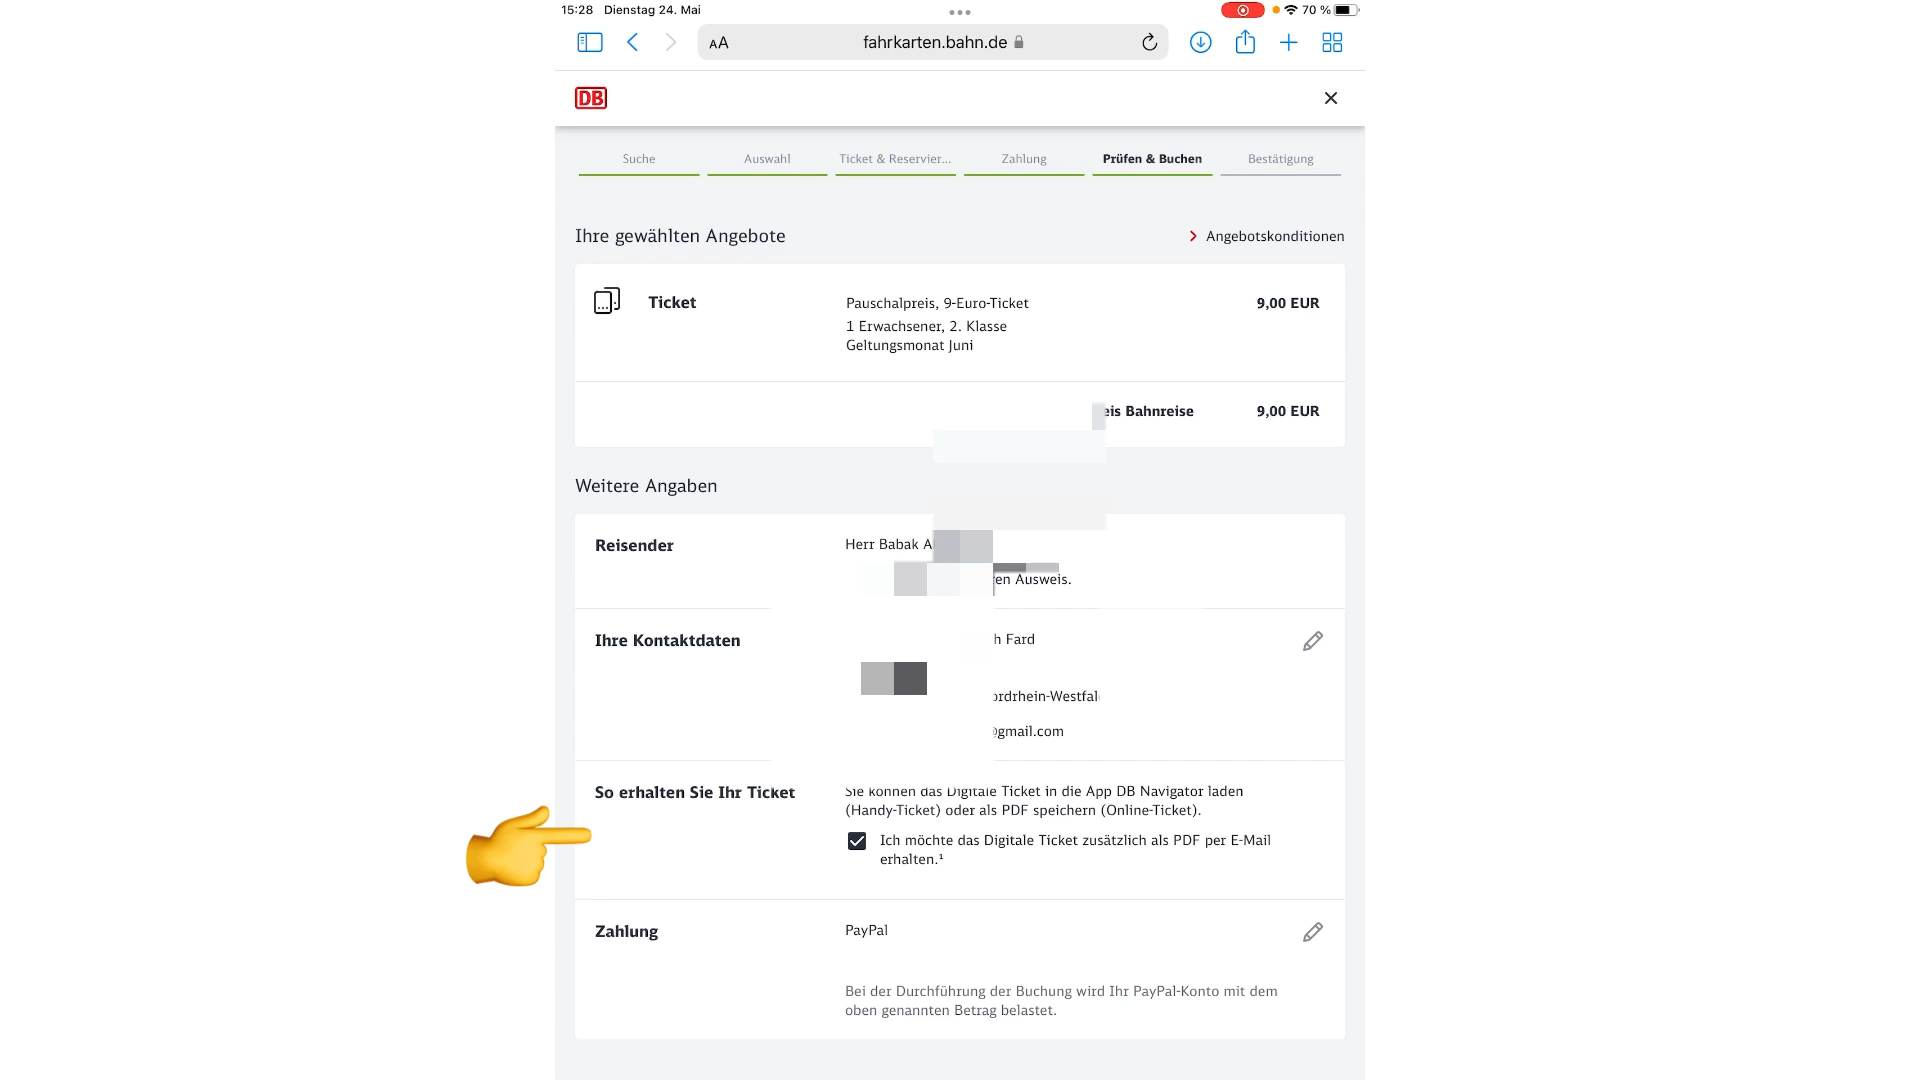 15:28 Dienstag 24. Mai
70 %
AA
fahrkarten.bahn.de
DB
Suche
Auswahl
Ticket & Reservier...
Zahlung
Prüfen & Buchen
Bestätigung
Ihre gewählten Angebote
Angebotskonditionen
Ticket
Pauschalpreis, 9-Euro-Ticket
9,00 EUR
1 Erwachsener, 2. Klasse
Geltungsmonat Juni
Bahnreise
9,00 EUR
Weitere Angaben
Reisender
Herr Babak A
Ausweis.
Ihre Kontaktdaten
h Fard
ordrhein-Westfal
@gmail.com
So erhalten Sie Ihr Ticket
Sie können das Digitale Ticket in die App DB Navigator laden
(Handy-Ticket) oder als PDF speichern (Online-Ticket).
Ich möchte das Digitale Ticket zusätzlich als PDF per E-Mail
erhalten.¹
Zahlung
PayPal
Bei der Durchführung der Buchung wird Ihr PayPal-Konto mit dem
oben genannten Betrag belastet.